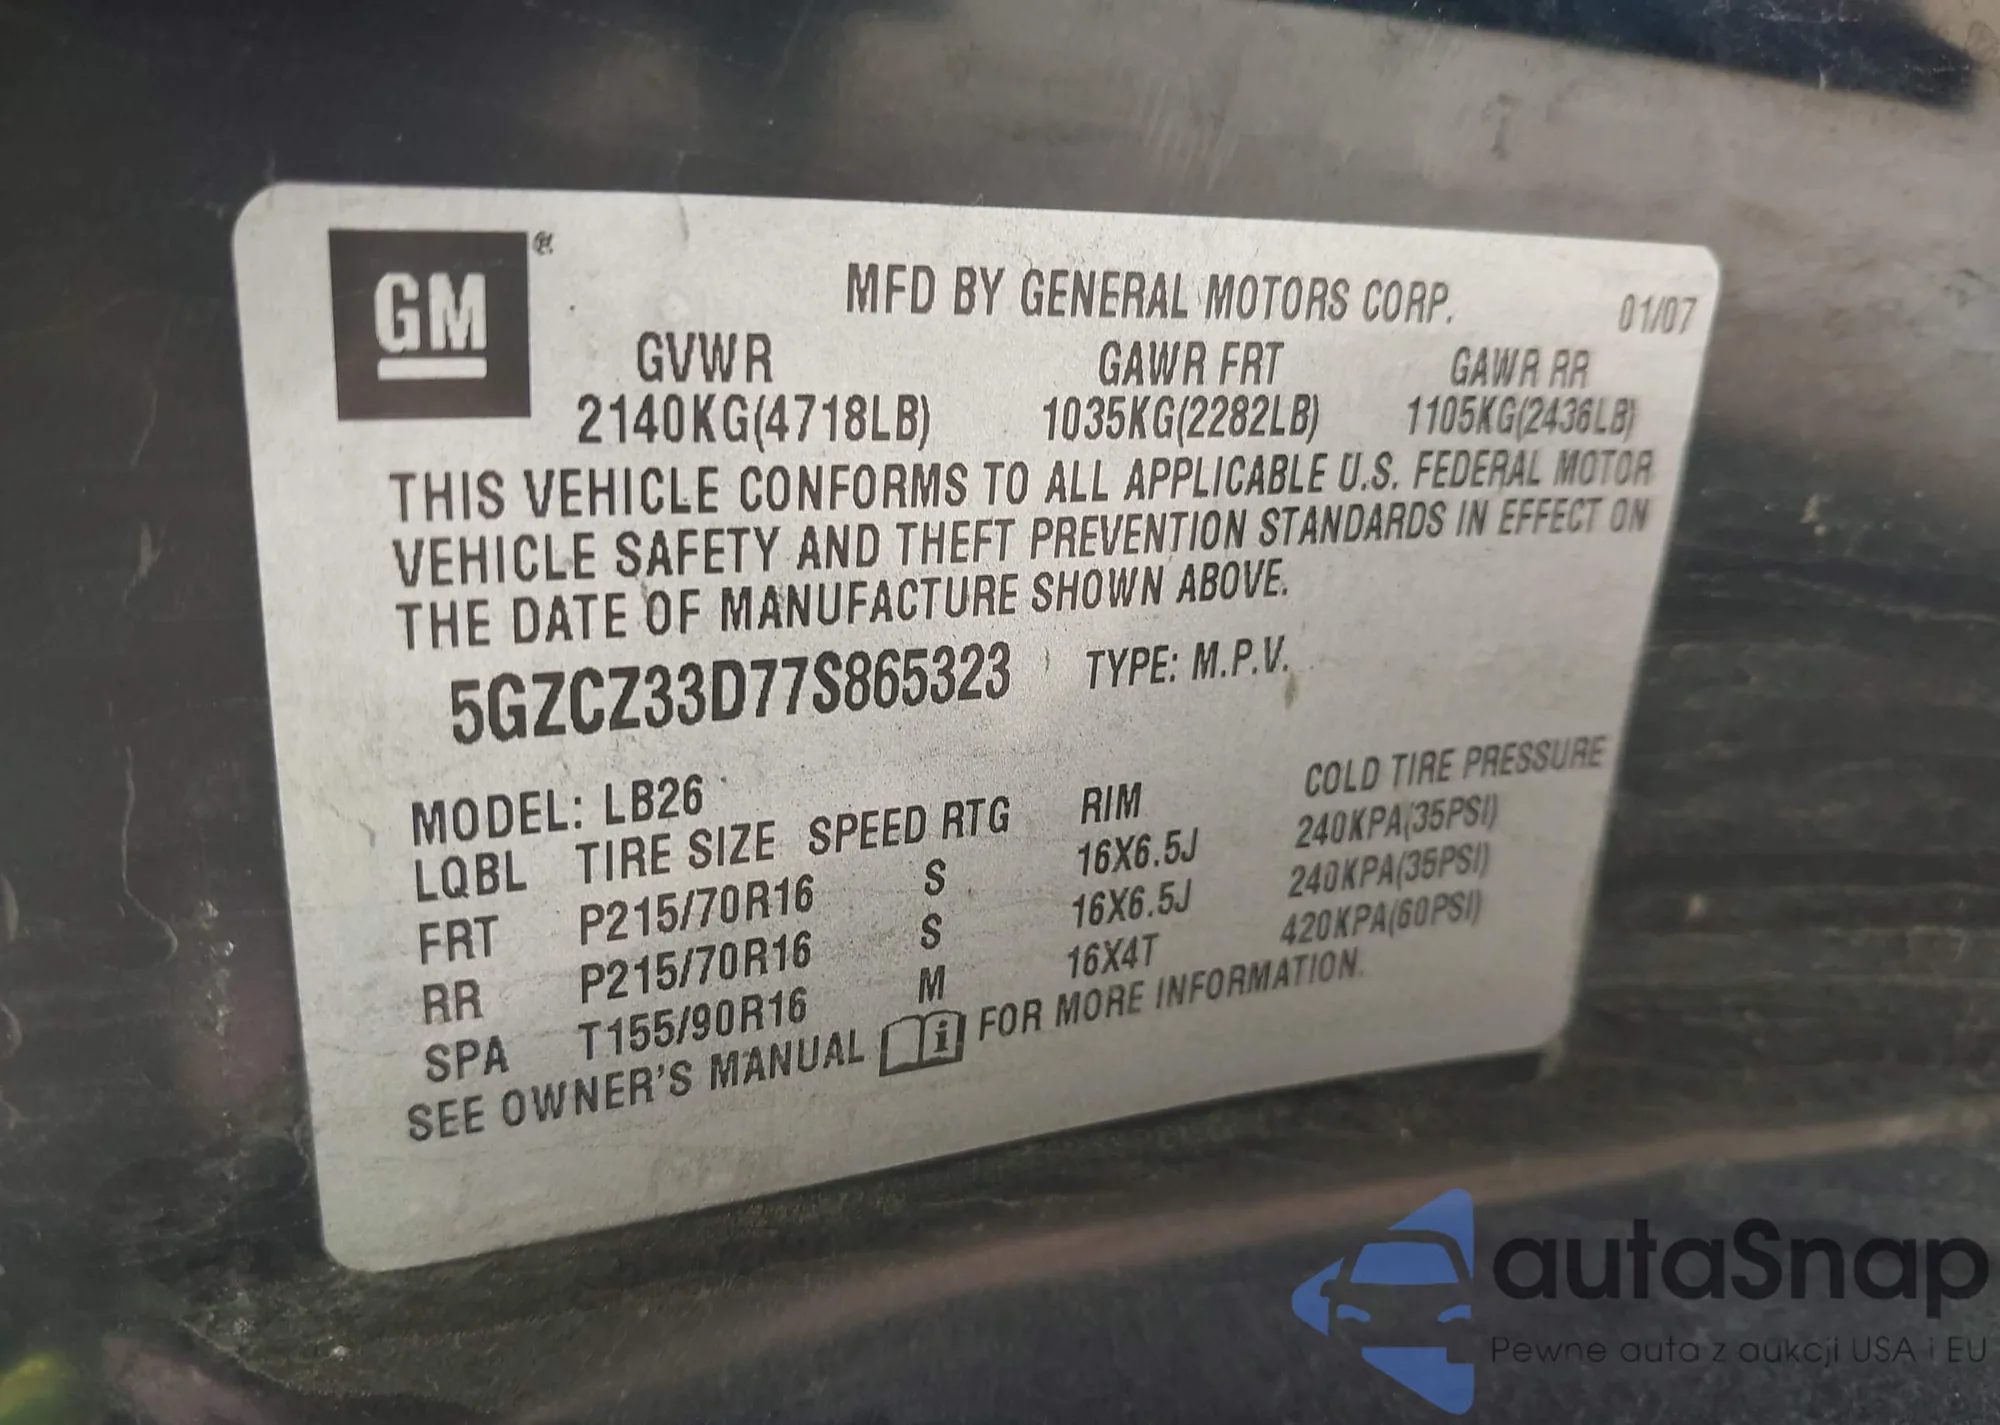 GM ®
MFD BY GENERAL MOTORS CORP. 01/07
GVWR GAWR FRT GAWR RR
2140KG(4718LB) 1035KG(2282LB) 1105KG(2436LB)
THIS VEHICLE CONFORMS TO ALL APPLICABLE U.S. FEDERAL MOTOR
VEHICLE SAFETY AND THEFT PREVENTION STANDARDS IN EFFECT ON
THE DATE OF MANUFACTURE SHOWN ABOVE.
5GZCZ33D77S865323 TYPE: M.P.V.
MODEL: LB26
LQBL TIRE SIZE SPEED RTG RIM COLD TIRE PRESSURE
FRT P215/70R16 S 16X6.5J 240KPA(35PSI)
RR P215/70R16 S 16X6.5J 240KPA(35PSI)
SPA T155/90R16 M 16X4T 420KPA(60PSI)
SEE OWNER'S MANUAL i FOR MORE INFORMATION.
autaSnap
Pewne auta z aukcji USA i EU